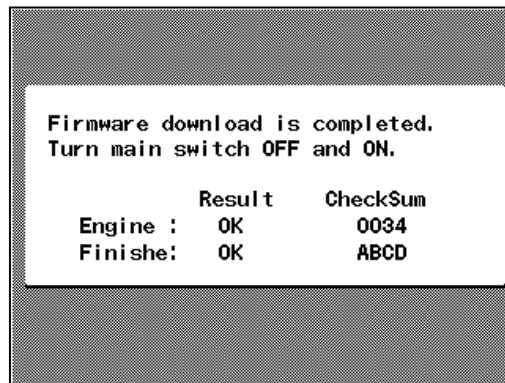 Firmware download is completed.
Turn main switch OFF and ON.
Result CheckSum
Engine : OK 0034
Finishe: OK ABCD